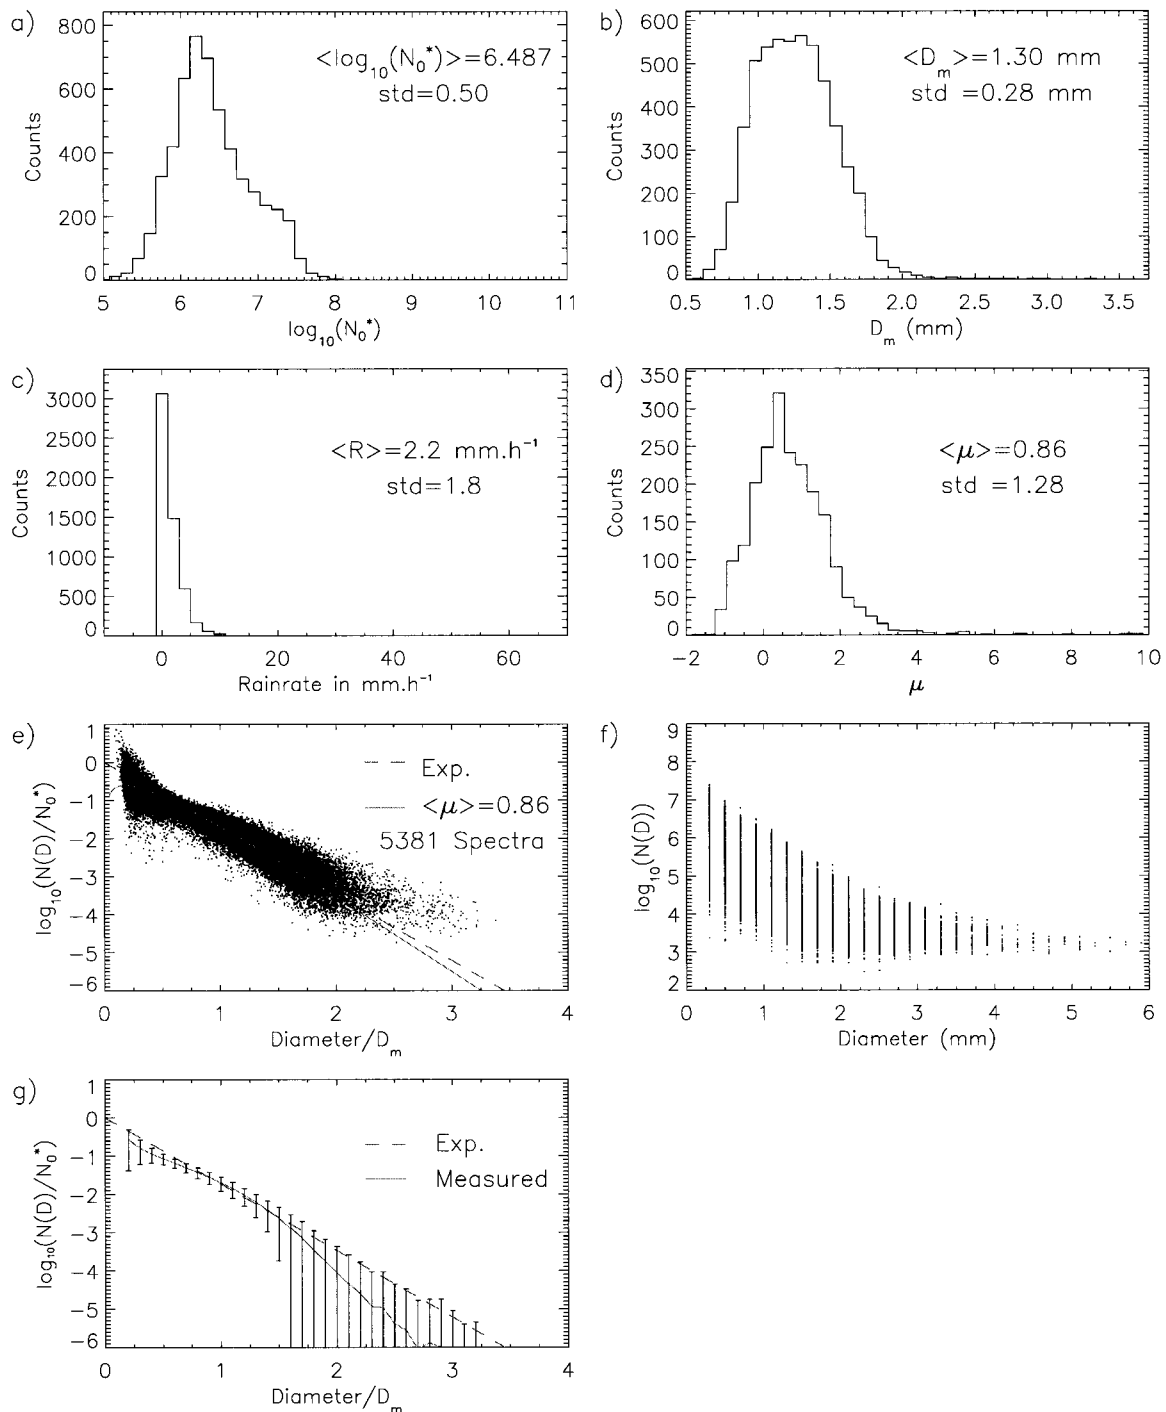 a)
800
600
400
200
0
Counts
<log10(N0*)>=6.487
std=0.50
5 6 7 8 9 10 11
log10(N0*)
b)
600
500
400
300
200
100
0
Counts
<Dm>=1.30 mm
std =0.28 mm
0.5 1.0 1.5 2.0 2.5 3.0 3.5
Dm (mm)
c)
3000
2500
2000
1500
1000
500
0
Counts
<R>=2.2 mm.h-1
std=1.8
0 20 40 60
Rainrate in mm.h-1
d)
350
300
250
200
150
100
50
0
Counts
<μ>=0.86
std =1.28
-2 0 2 4 6 8 10
μ
e)
1
0
-1
-2
-3
-4
-5
-6
log10(N(D)/N0*)
Exp.
<μ>=0.86
5381 Spectra
0 1 2 3 4
Diameter/Dm
f)
9
8
7
6
5
4
3
2
log10(N(D))
0 1 2 3 4 5 6
Diameter (mm)
g)
1
0
-1
-2
-3
-4
-5
-6
log10(N(D)/N0*)
Exp.
Measured
0 1 2 3 4
Diameter/Dm